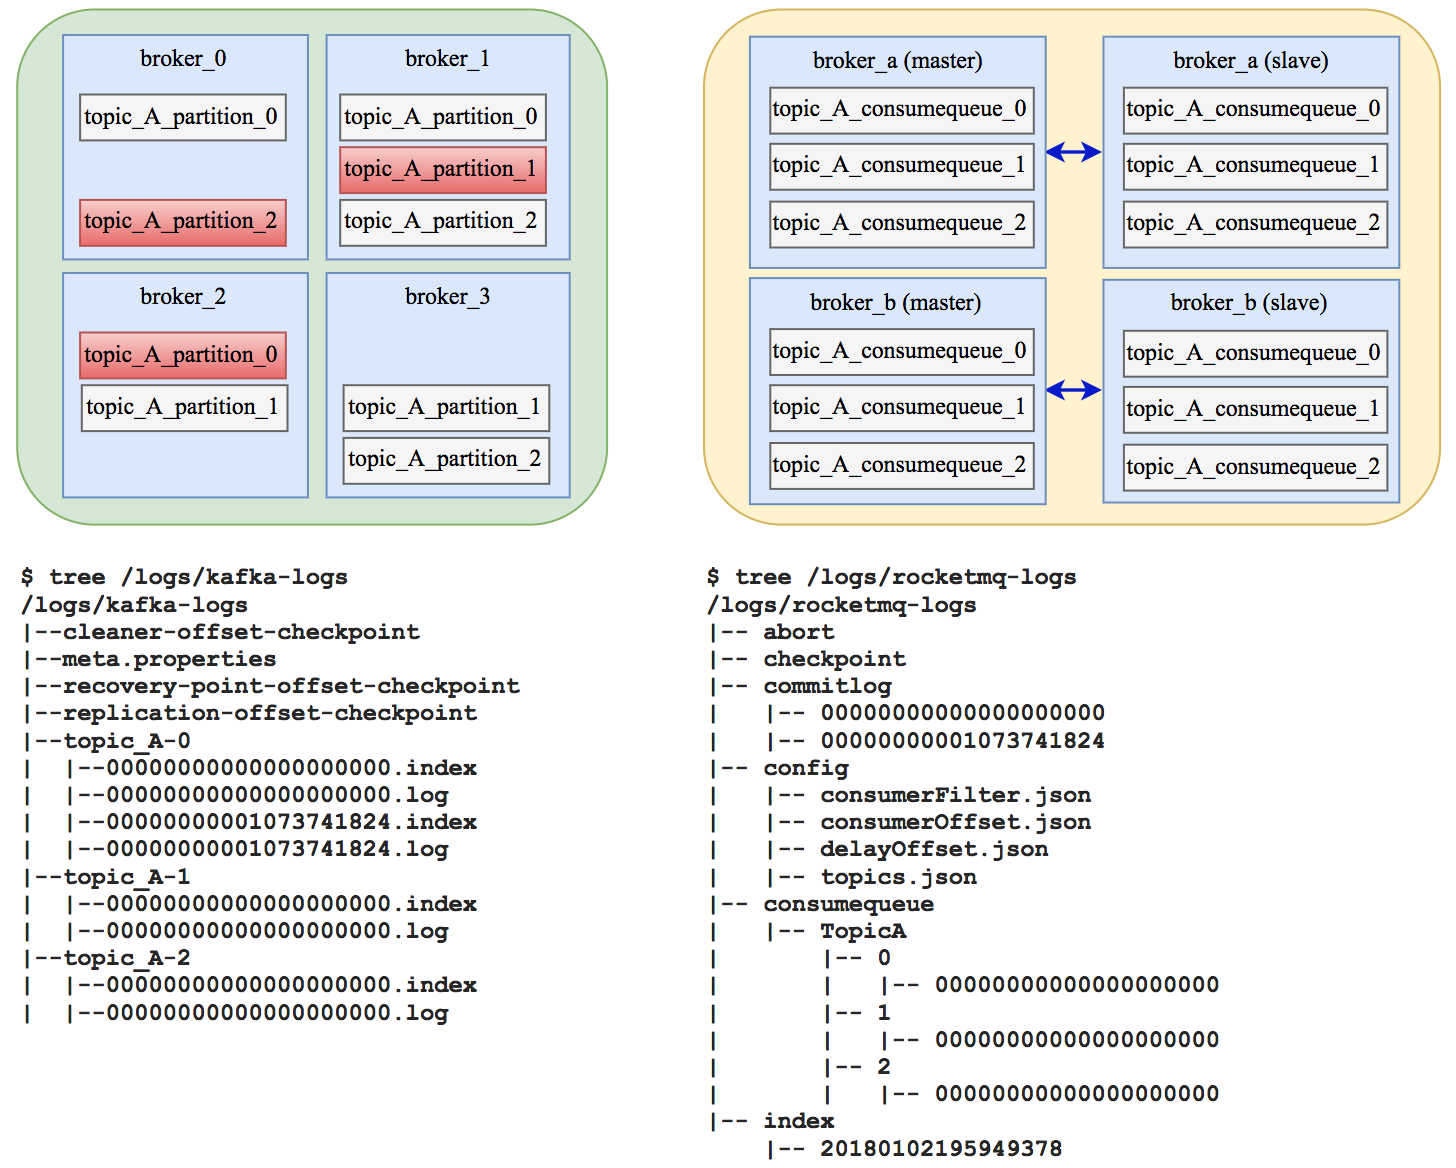 broker_0
topic_A_partition_0
topic_A_partition_2
broker_1
topic_A_partition_0
topic_A_partition_1
topic_A_partition_2
broker_2
topic_A_partition_0
topic_A_partition_1
broker_3
topic_A_partition_1
topic_A_partition_2
broker_a (master)
topic_A_consumequeue_0
topic_A_consumequeue_1
topic_A_consumequeue_2
broker_a (slave)
topic_A_consumequeue_0
topic_A_consumequeue_1
topic_A_consumequeue_2
broker_b (master)
topic_A_consumequeue_0
topic_A_consumequeue_1
topic_A_consumequeue_2
broker_b (slave)
topic_A_consumequeue_0
topic_A_consumequeue_1
topic_A_consumequeue_2
$ tree /logs/kafka-logs
/logs/kafka-logs
|--cleaner-offset-checkpoint
|--meta.properties
|--recovery-point-offset-checkpoint
|--replication-offset-checkpoint
|--topic_A-0
|  |--00000000000000000000.index
|  |--00000000000000000000.log
|  |--00000000001073741824.index
|  |--00000000001073741824.log
|--topic_A-1
|  |--00000000000000000000.index
|  |--00000000000000000000.log
|--topic_A-2
|  |--00000000000000000000.index
|  |--00000000000000000000.log
$ tree /logs/rocketmq-logs
/logs/rocketmq-logs
|-- abort
|-- checkpoint
|-- commitlog
|   |-- 00000000000000000000
|   |-- 00000000001073741824
|-- config
|   |-- consumerFilter.json
|   |-- consumerOffset.json
|   |-- delayOffset.json
|   |-- topics.json
|-- consumequeue
|   |-- TopicA
|       |-- 0
|       |   |-- 00000000000000000000
|       |-- 1
|       |   |-- 00000000000000000000
|       |-- 2
|       |   |-- 00000000000000000000
|-- index
    |-- 20180102195949378